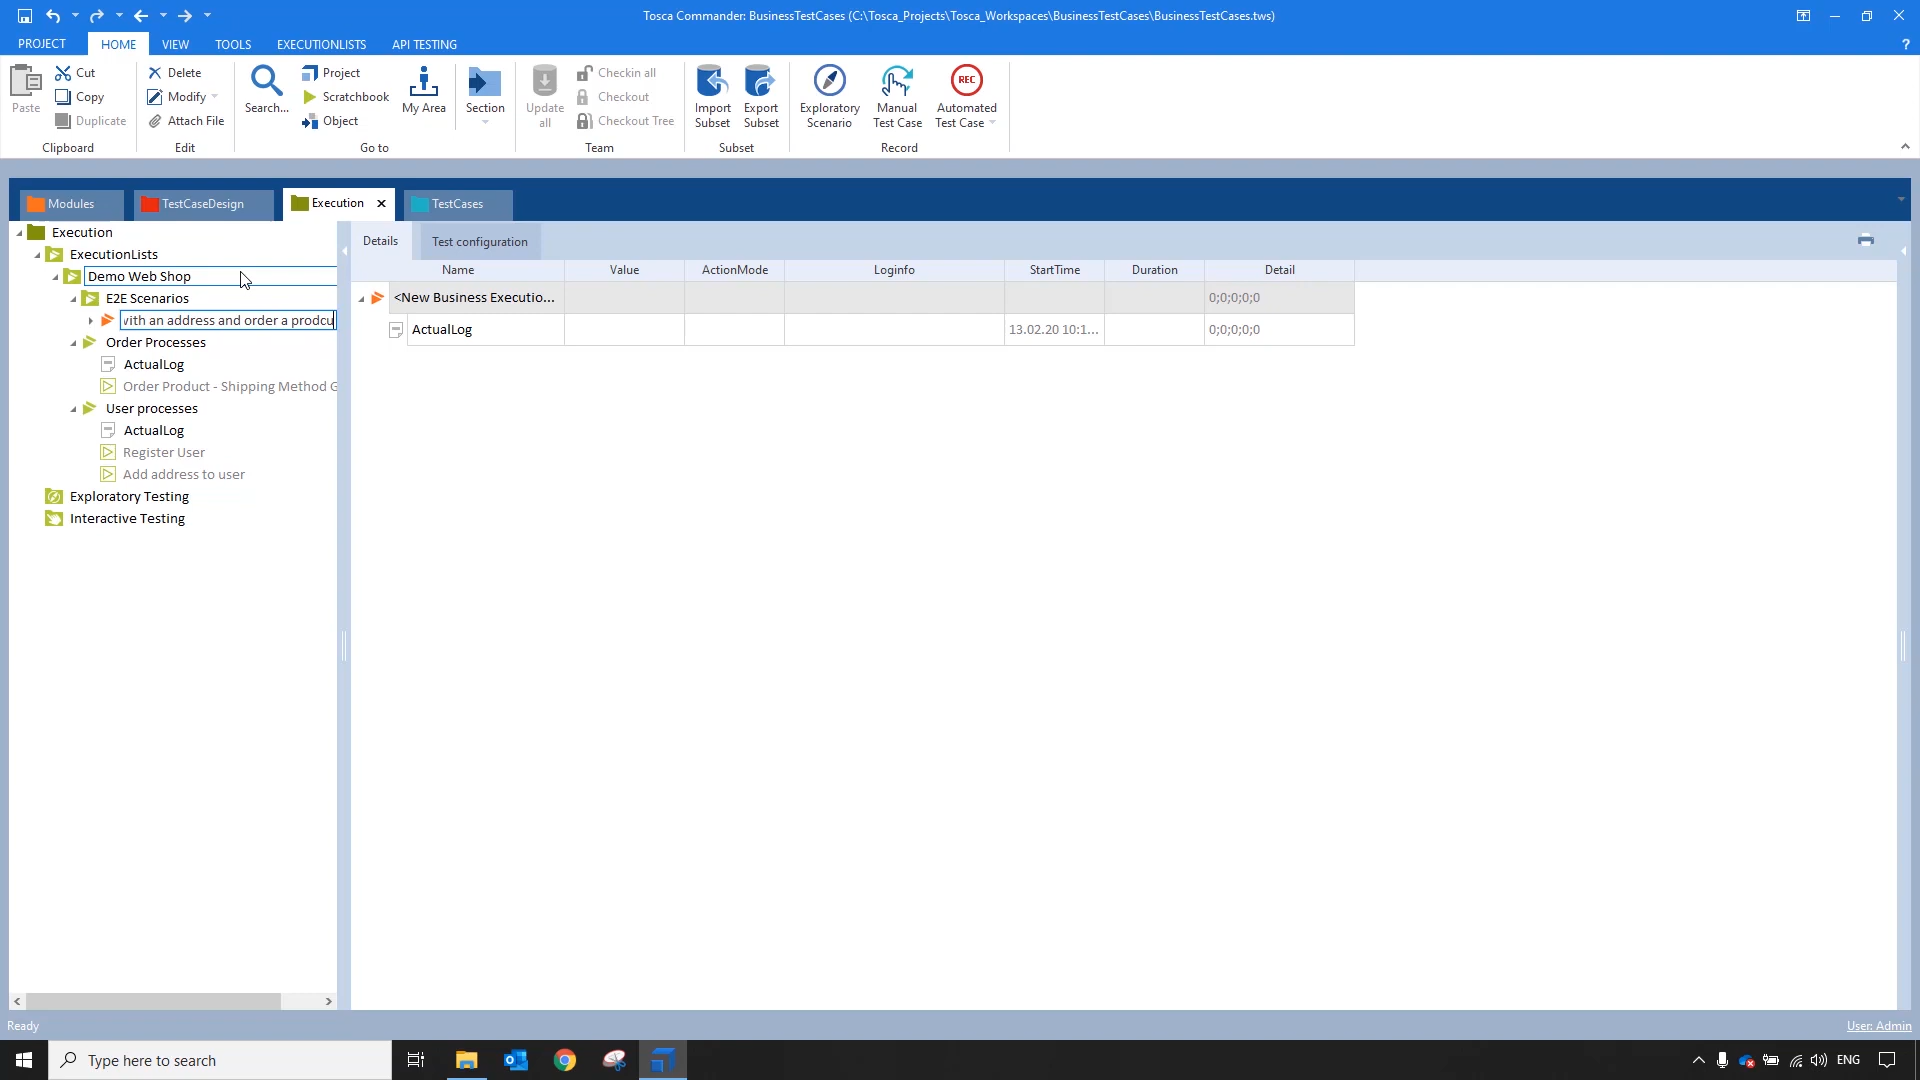 Tosca Commander: BusinessTestCases (C:\Tosca_Projects\Tosca_Workspaces\BusinessTestCases\BusinessTestCases.tws)
PROJECT HOME VIEW TOOLS EXECUTIONLISTS API TESTING ?
Paste
Cut
Copy
Duplicate
Clipboard
Delete
Modify
Attach File
Edit
Search...
Project
Scratchbook
Object
My Area
Section
Go to
Update all
Checkin all
Checkout
Checkout Tree
Team
Import Subset
Export Subset
Subset
Exploratory Scenario
Manual Test Case
REC
Automated Test Case
Record
Modules TestCaseDesign Execution TestCases
Execution
ExecutionLists
Demo Web Shop
E2E Scenarios
with an address and order a prodcu
Order Processes
ActualLog
Order Product - Shipping Method G
User processes
ActualLog
Register User
Add address to user
Exploratory Testing
Interactive Testing
Details Test configuration
Name Value ActionMode Loginfo StartTime Duration Detail
<New Business Executio... 0;0;0;0;0
ActualLog 13.02.20 10:1... 0;0;0;0;0
Ready User: Admin
Type here to search ENG